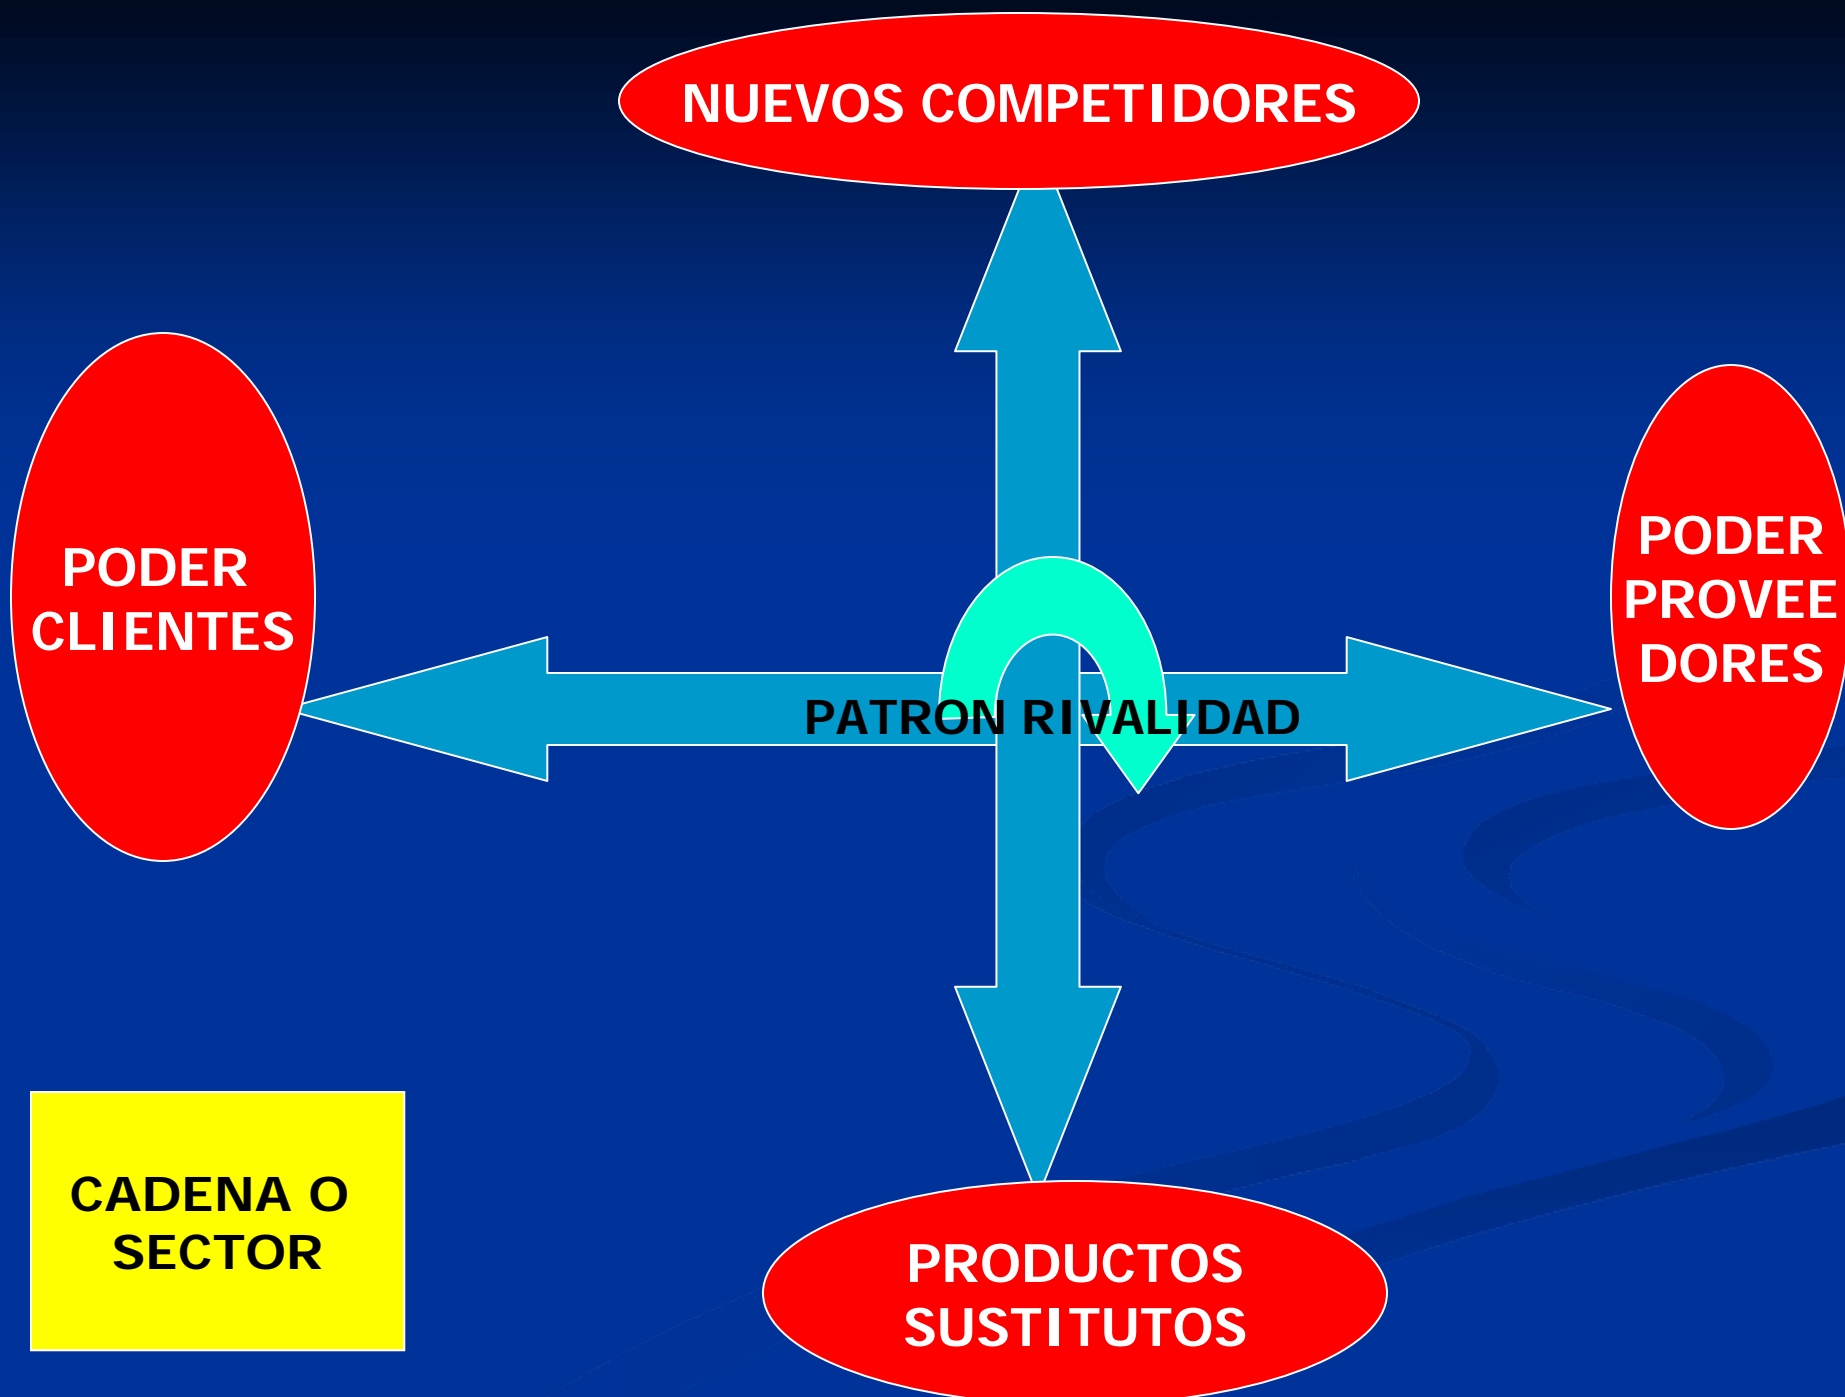 NUEVOS COMPETIDORES
PODER
CLIENTES
PODER
PROVEE
DORES
PATRON RIVALIDAD
CADENA O
SECTOR
PRODUCTOS
SUSTITUTOS